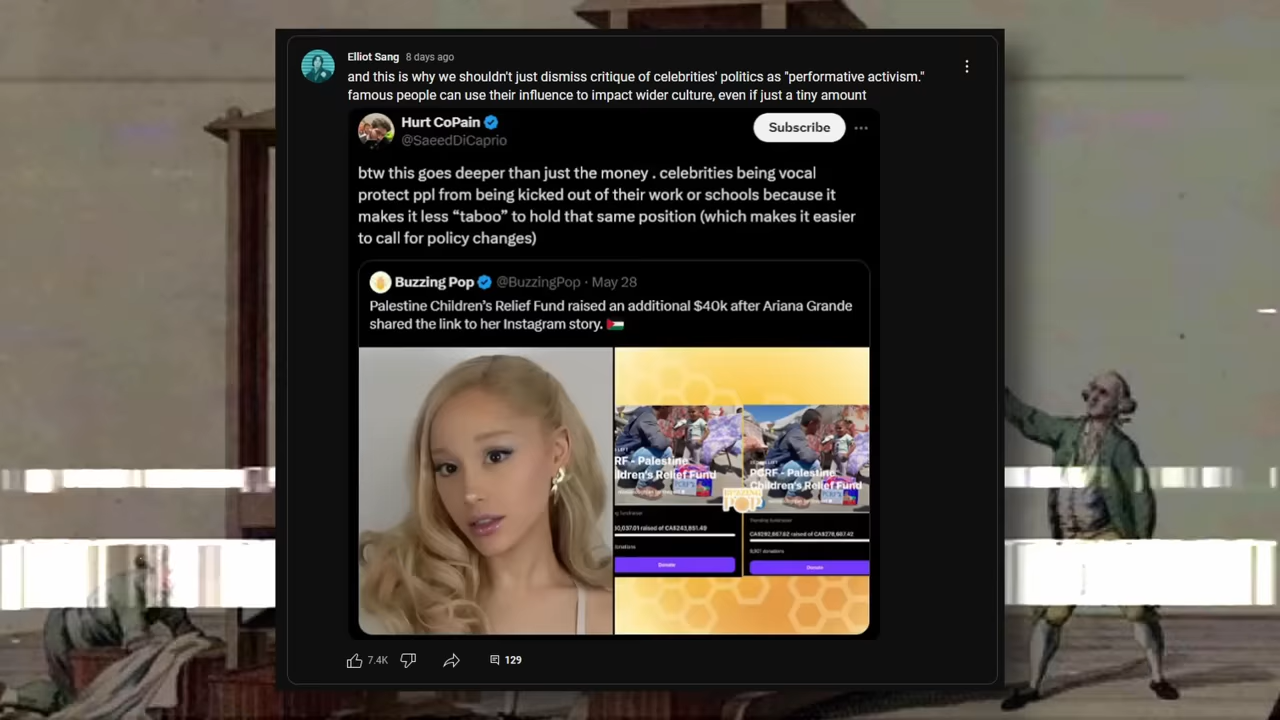 Elliot Sang 8 days ago
and this is why we shouldn't just dismiss critique of celebrities' politics as "performative activism."
famous people can use their influence to impact wider culture, even if just a tiny amount
Hurt CoPain
@SaeedDiCaprio
Subscribe
btw this goes deeper than just the money . celebrities being vocal
protect ppl from being kicked out of their work or schools because it
makes it less “taboo” to hold that same position (which makes it easier
to call for policy changes)
Buzzing Pop @BuzzingPop · May 28
Palestine Children’s Relief Fund raised an additional $40k after Ariana Grande
shared the link to her Instagram story.
RF - Palestine
ldren's Relief Fund
Donate
PCRF - Palestine
Children's Relief Fund
Donate
7.4K
129